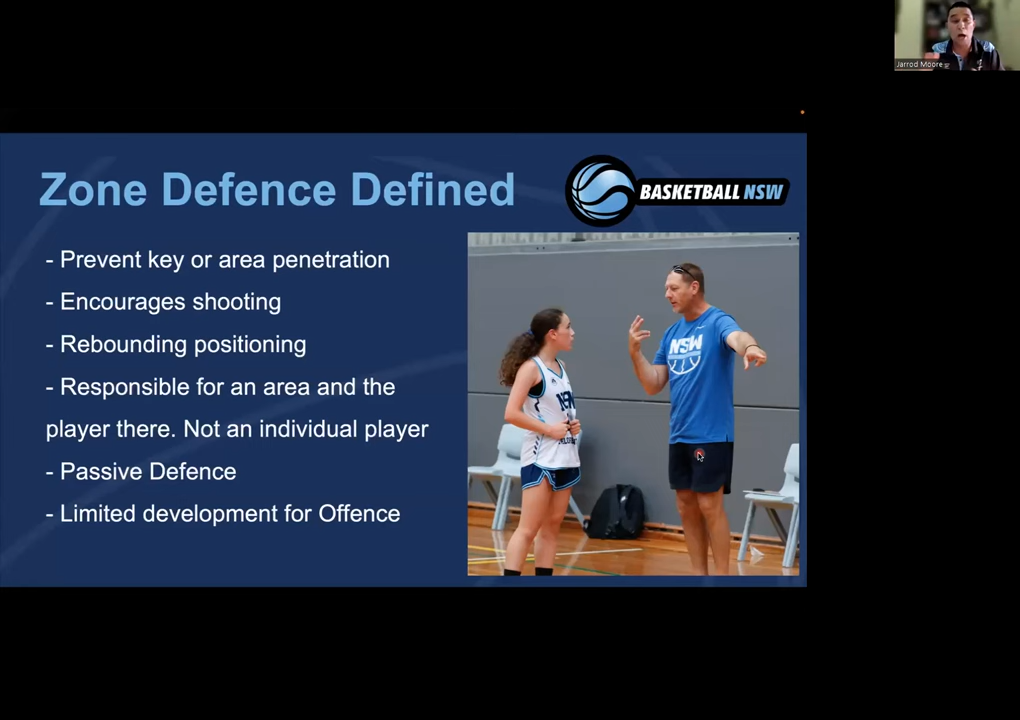 Jarrod Moore
Zone Defence Defined
BASKETBALL NSW
- Prevent key or area penetration
- Encourages shooting
- Rebounding positioning
- Responsible for an area and the
player there. Not an individual player
- Passive Defence
- Limited development for Offence
NSW
NSW